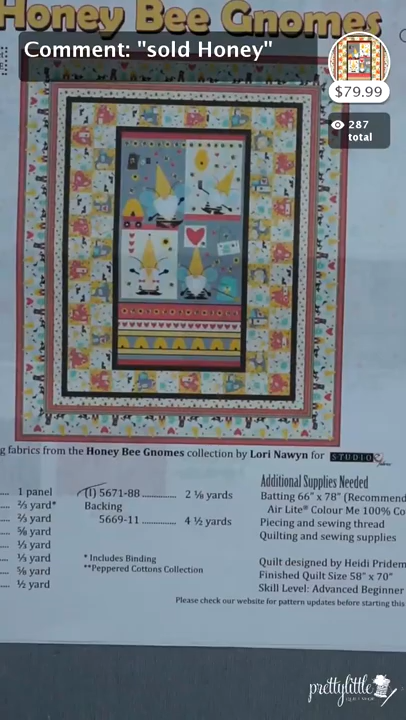 Honey Bee Gnomes
Comment: "sold Honey"
$79.99
287
total
g fabrics from the Honey Bee Gnomes collection by Lori Nawyn for STUDIO
fabrics
.... 1 panel
.... ⅔ yard*
.... ⅔ yard
.... ⅝ yard
.... ⅓ yard
.... ⅓ yard
.... ⅝ yard
.... ½ yard
(I) 5671-88 .............. 2 ⅛ yards
Backing
5669-11 .............. 4 ½ yards
* Includes Binding
**Peppered Cottons Collection
Additional Supplies Needed
Batting 66" x 78" (Recommend
Air Lite® Colour Me 100% Co
Piecing and sewing thread
Quilting and sewing supplies
Quilt designed by Heidi Pridem
Finished Quilt Size 58" x 70"
Skill Level: Advanced Beginner
Please check our website for pattern updates before starting this
prettylittle
QUILT SHOP